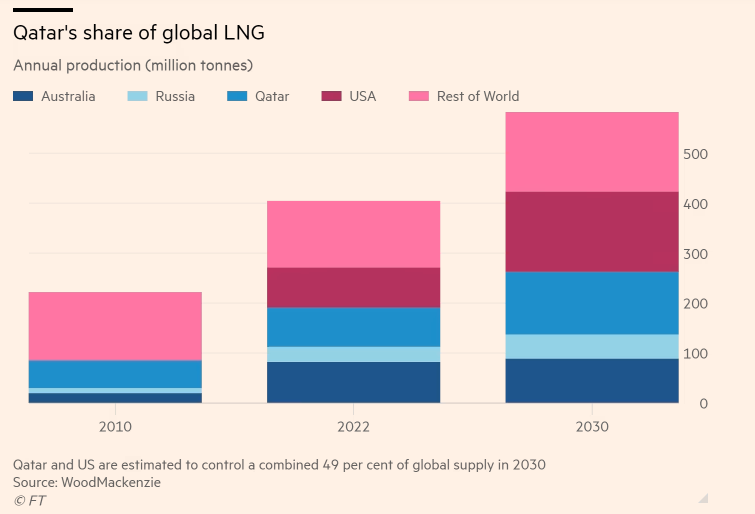 Qatar's share of global LNG
Annual production (million tonnes)
Australia Russia Qatar USA Rest of World
500
400
300
200
100
0
2010 2022 2030
Qatar and US are estimated to control a combined 49 per cent of global supply in 2030
Source: WoodMackenzie
© FT